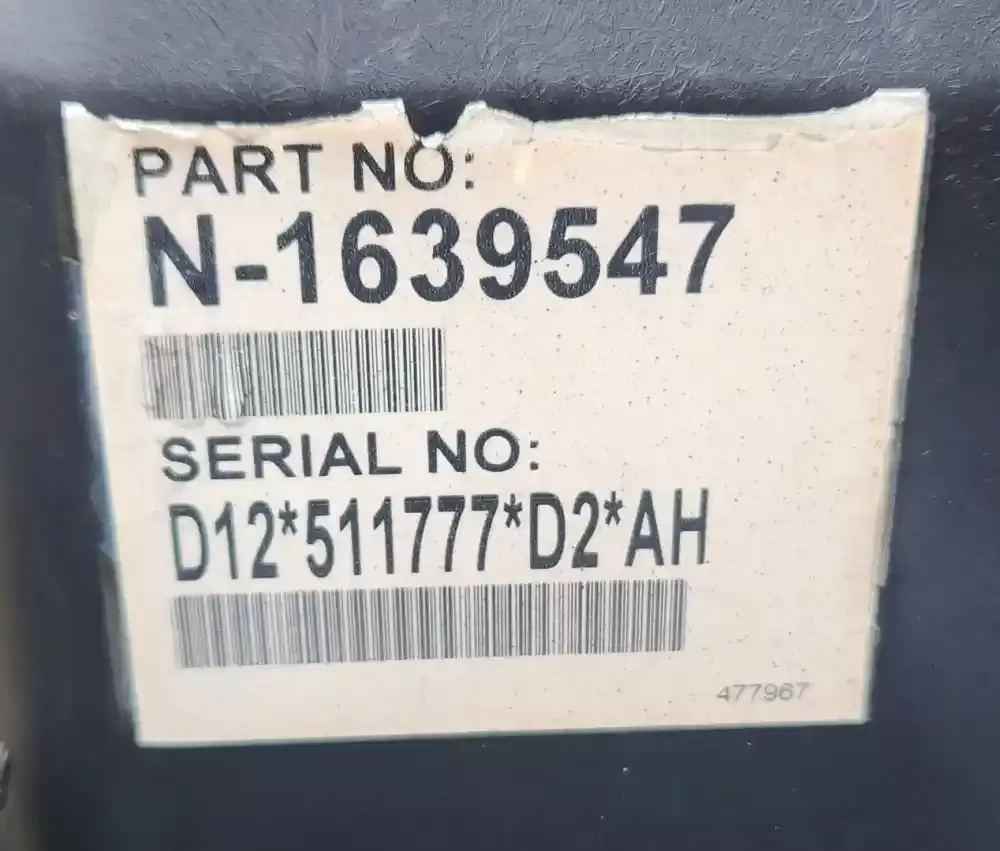 PART NO:
N-1639547
SERIAL NO:
D12*511777*D2*AH
477967